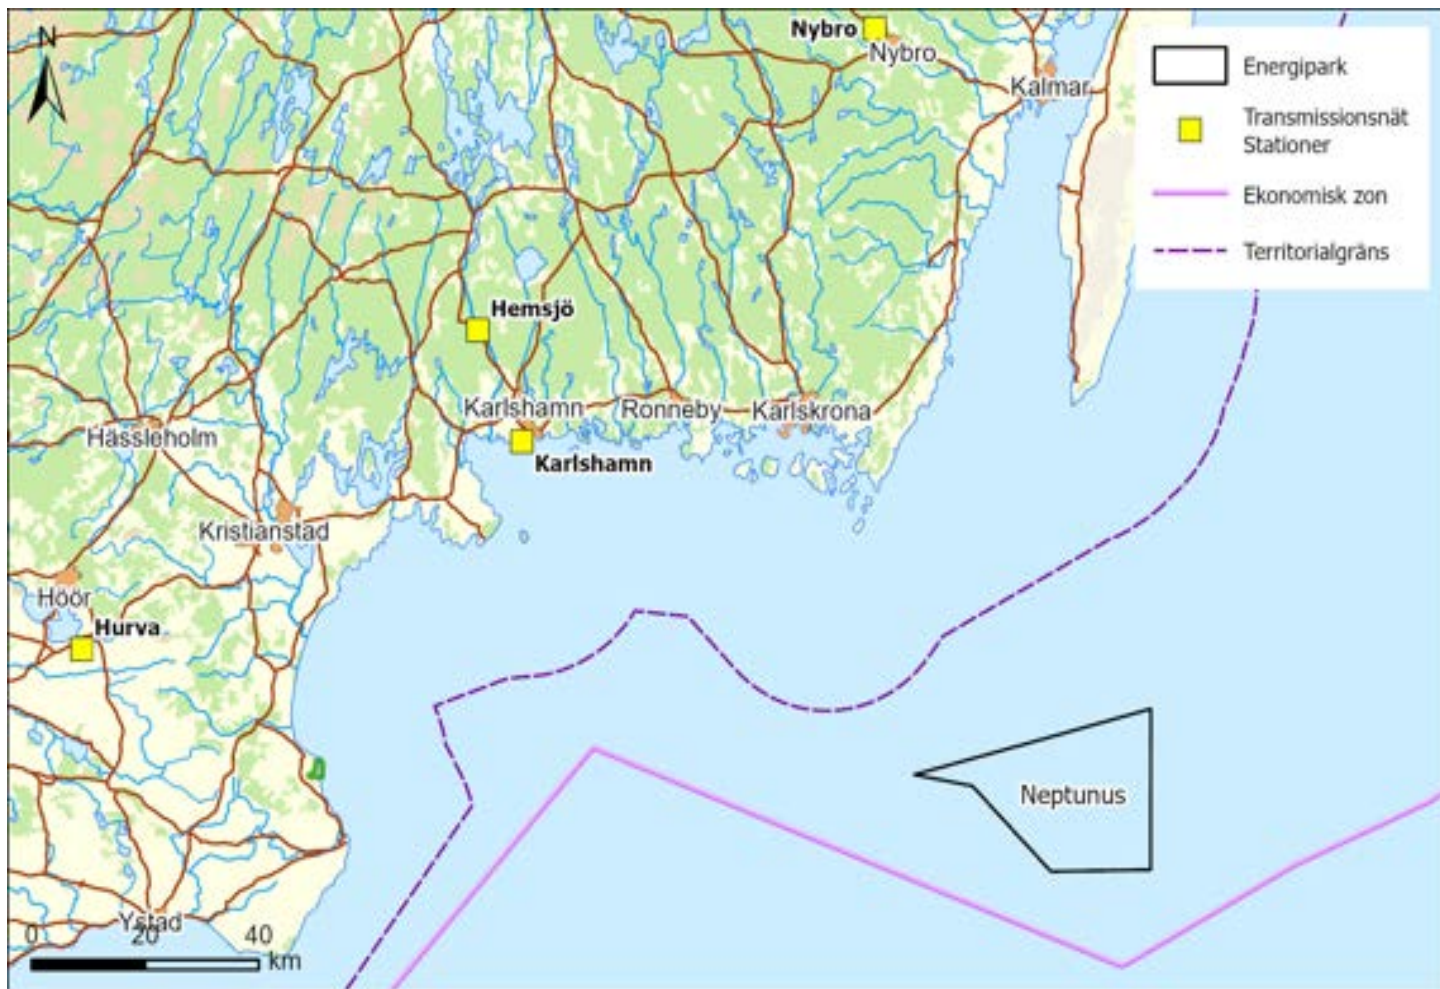 N
Nybro
Nybro
Kalmar
Energipark
Transmissionsnät
Stationer
Ekonomisk zon
Territorialgräns
Hemsjö
Karlshamn
Ronneby
Karlskrona
Hässleholm
Karlshamn
Kristianstad
Höör
Hurva
Neptunus
Ystad
0 20 40
km